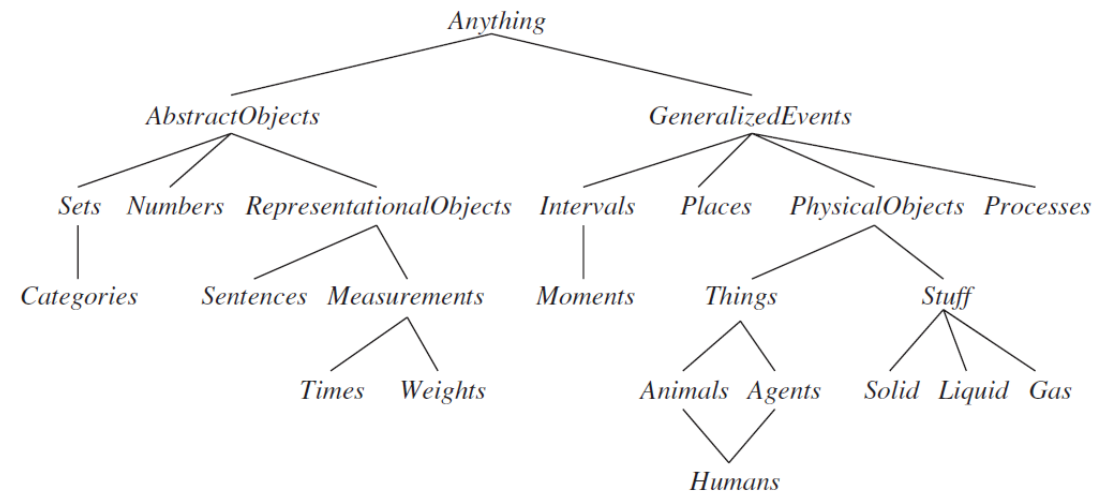 Anything
AbstractObjects GeneralizedEvents
Sets Numbers RepresentationalObjects Intervals Places PhysicalObjects Processes
Categories Sentences Measurements Moments Things Stuff
Times Weights Animals Agents Solid Liquid Gas
Humans